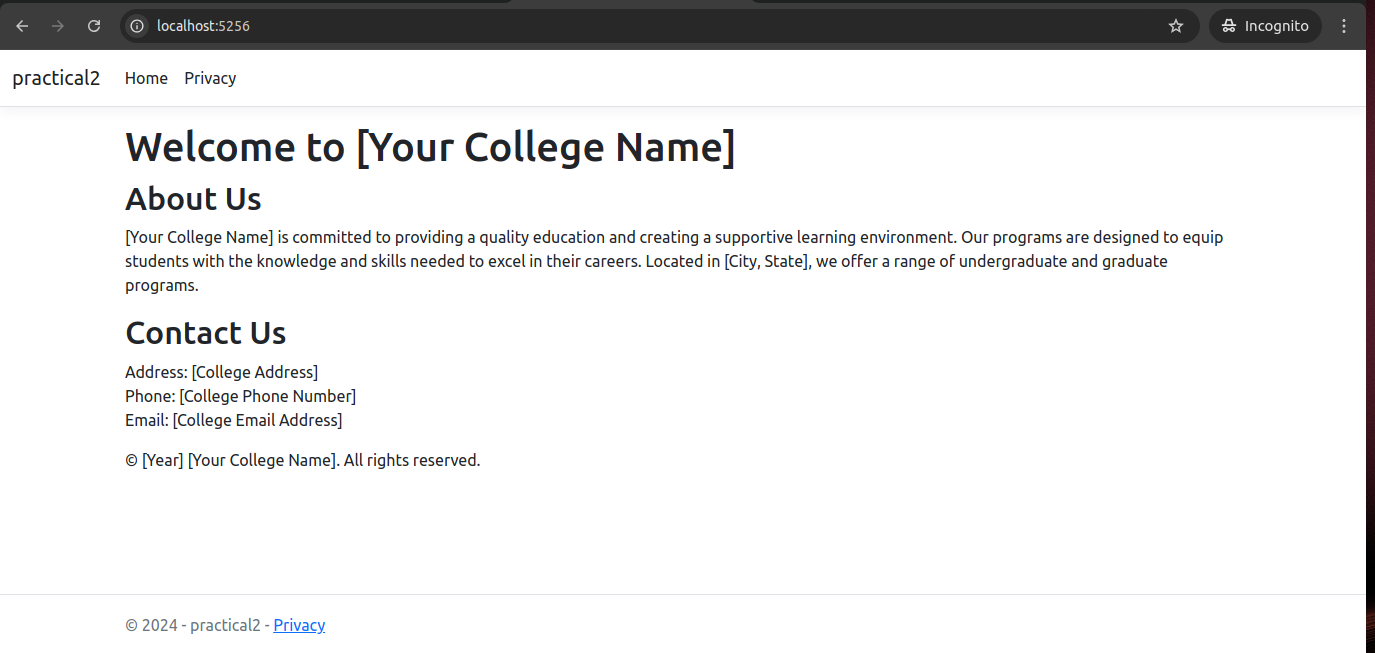 localhost:5256
Incognito
practical2 Home Privacy
Welcome to [Your College Name]
About Us
[Your College Name] is committed to providing a quality education and creating a supportive learning environment. Our programs are designed to equip
students with the knowledge and skills needed to excel in their careers. Located in [City, State], we offer a range of undergraduate and graduate
programs.
Contact Us
Address: [College Address]
Phone: [College Phone Number]
Email: [College Email Address]
© [Year] [Your College Name]. All rights reserved.
© 2024 - practical2 - Privacy